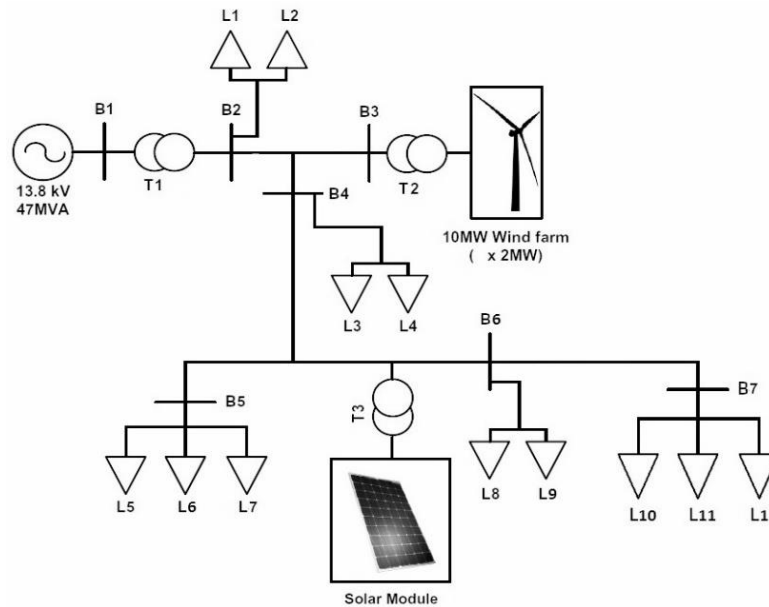 L1 L2
B1
B2
B3
T1
T2
13.8 kV
47MVA
B4
10MW Wind farm
( x 2MW)
L3 L4
B6
B5
T3
B7
L5 L6 L7
L8 L9
L10 L11 L1
Solar Module